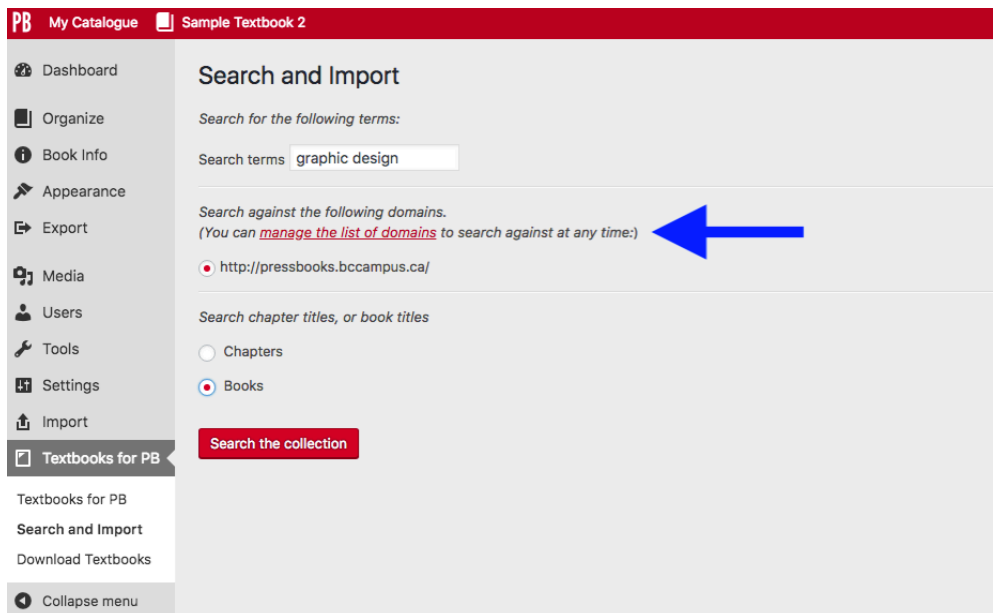 PB My Catalogue Sample Textbook 2
Dashboard
Organize
Book Info
Appearance
Export
Media
Users
Tools
Settings
Import
Textbooks for PB
Textbooks for PB
Search and Import
Download Textbooks
Collapse menu
Search and Import
Search for the following terms:
Search terms graphic design
Search against the following domains.
(You can manage the list of domains to search against at any time:)
http://pressbooks.bccampus.ca/
Search chapter titles, or book titles
Chapters
Books
Search the collection